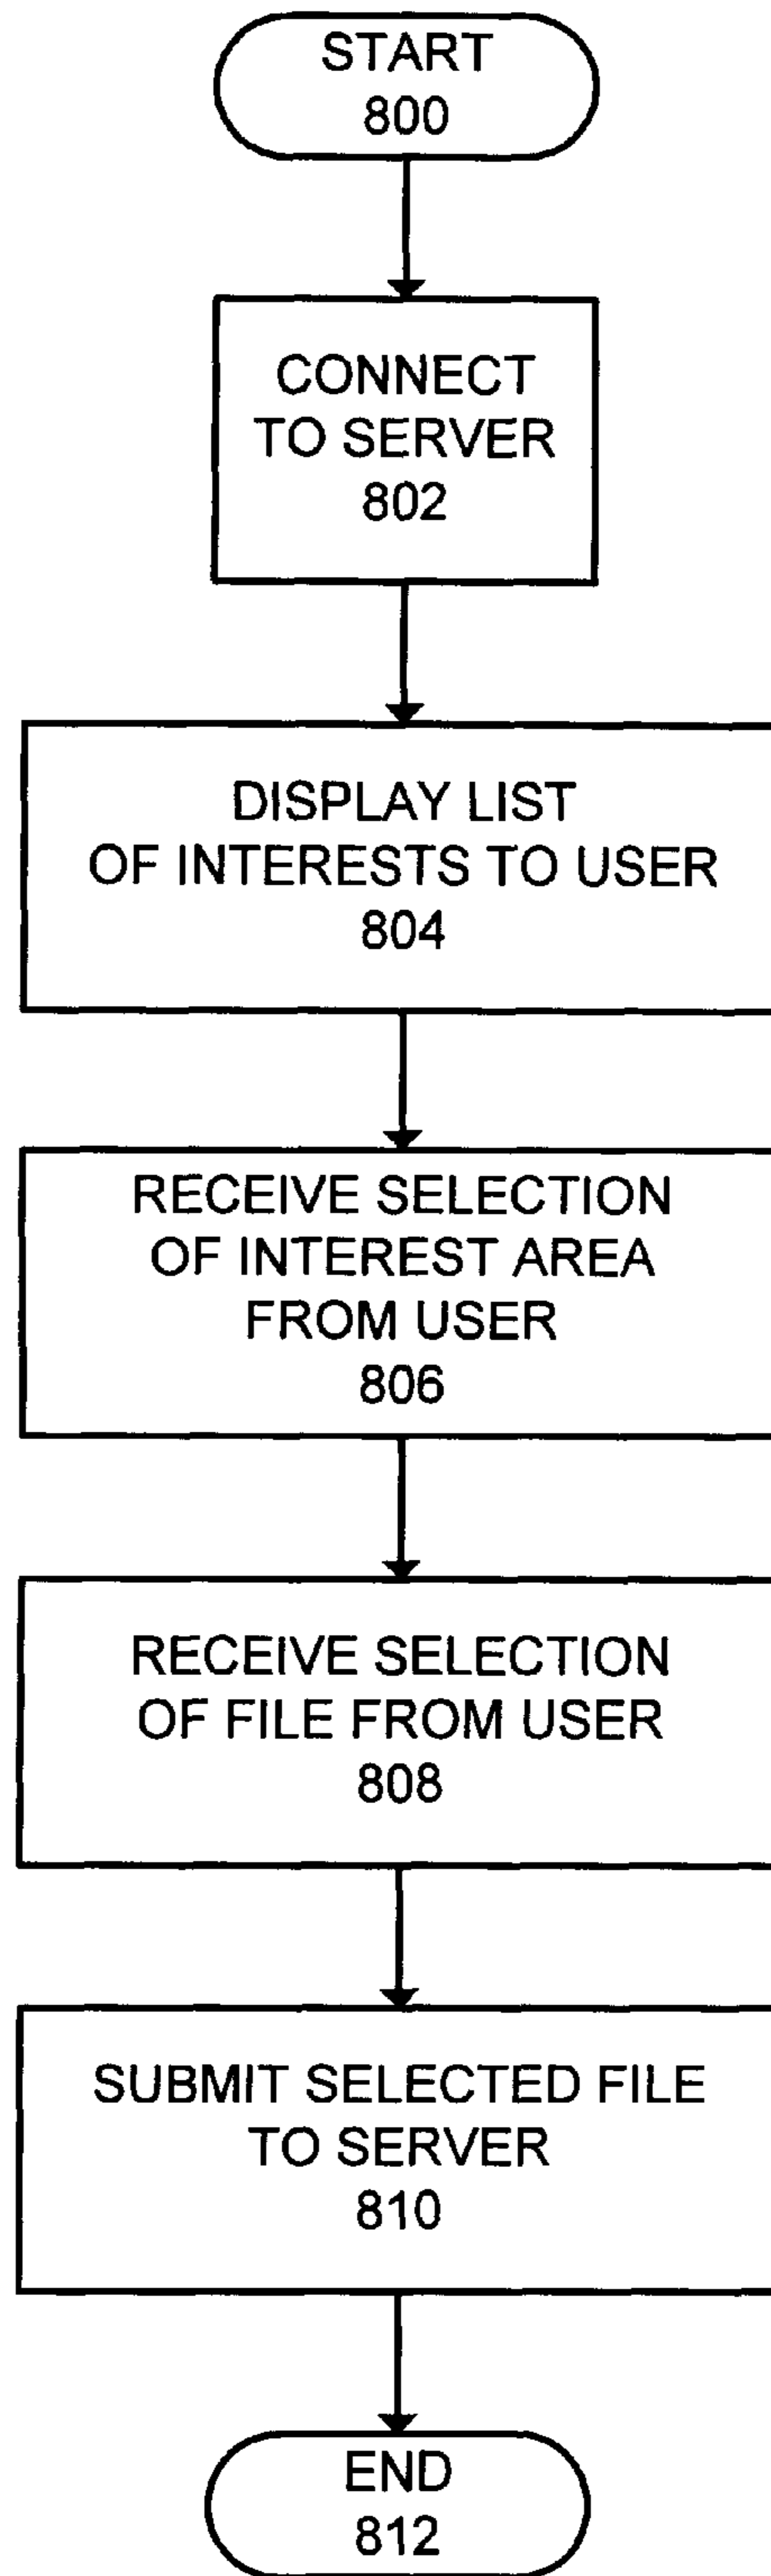 START
800
CONNECT
TO SERVER
802
DISPLAY LIST
OF INTERESTS TO USER
804
RECEIVE SELECTION
OF INTEREST AREA
FROM USER
806
RECEIVE SELECTION
OF FILE FROM USER
808
SUBMIT SELECTED FILE
TO SERVER
810
END
812